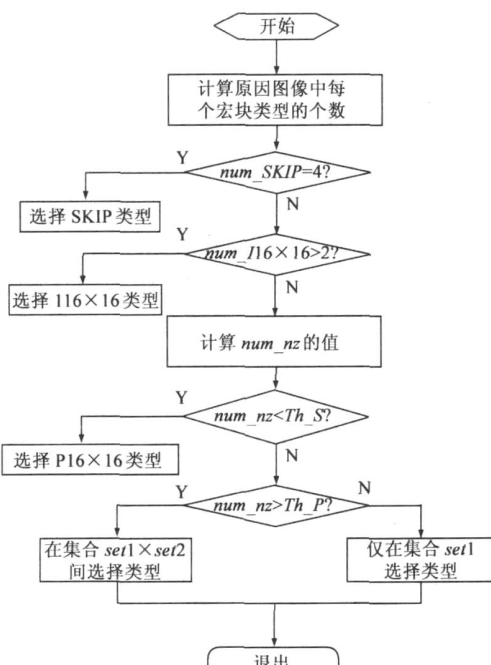 开始
计算原因图像中每
个宏块类型的个数
Y
num_SKIP=4?
选择 SKIP 类型
N
Y
num_I16×16>2?
选择 116×16 类型
N
计算 num_nz 的值
Y
num_nz<Th_S?
选择 P16×16 类型
N
Y
num_nz>Th_P?
N
在集合 set1×set2
间选择类型
仅在集合 set1
选择类型
退出